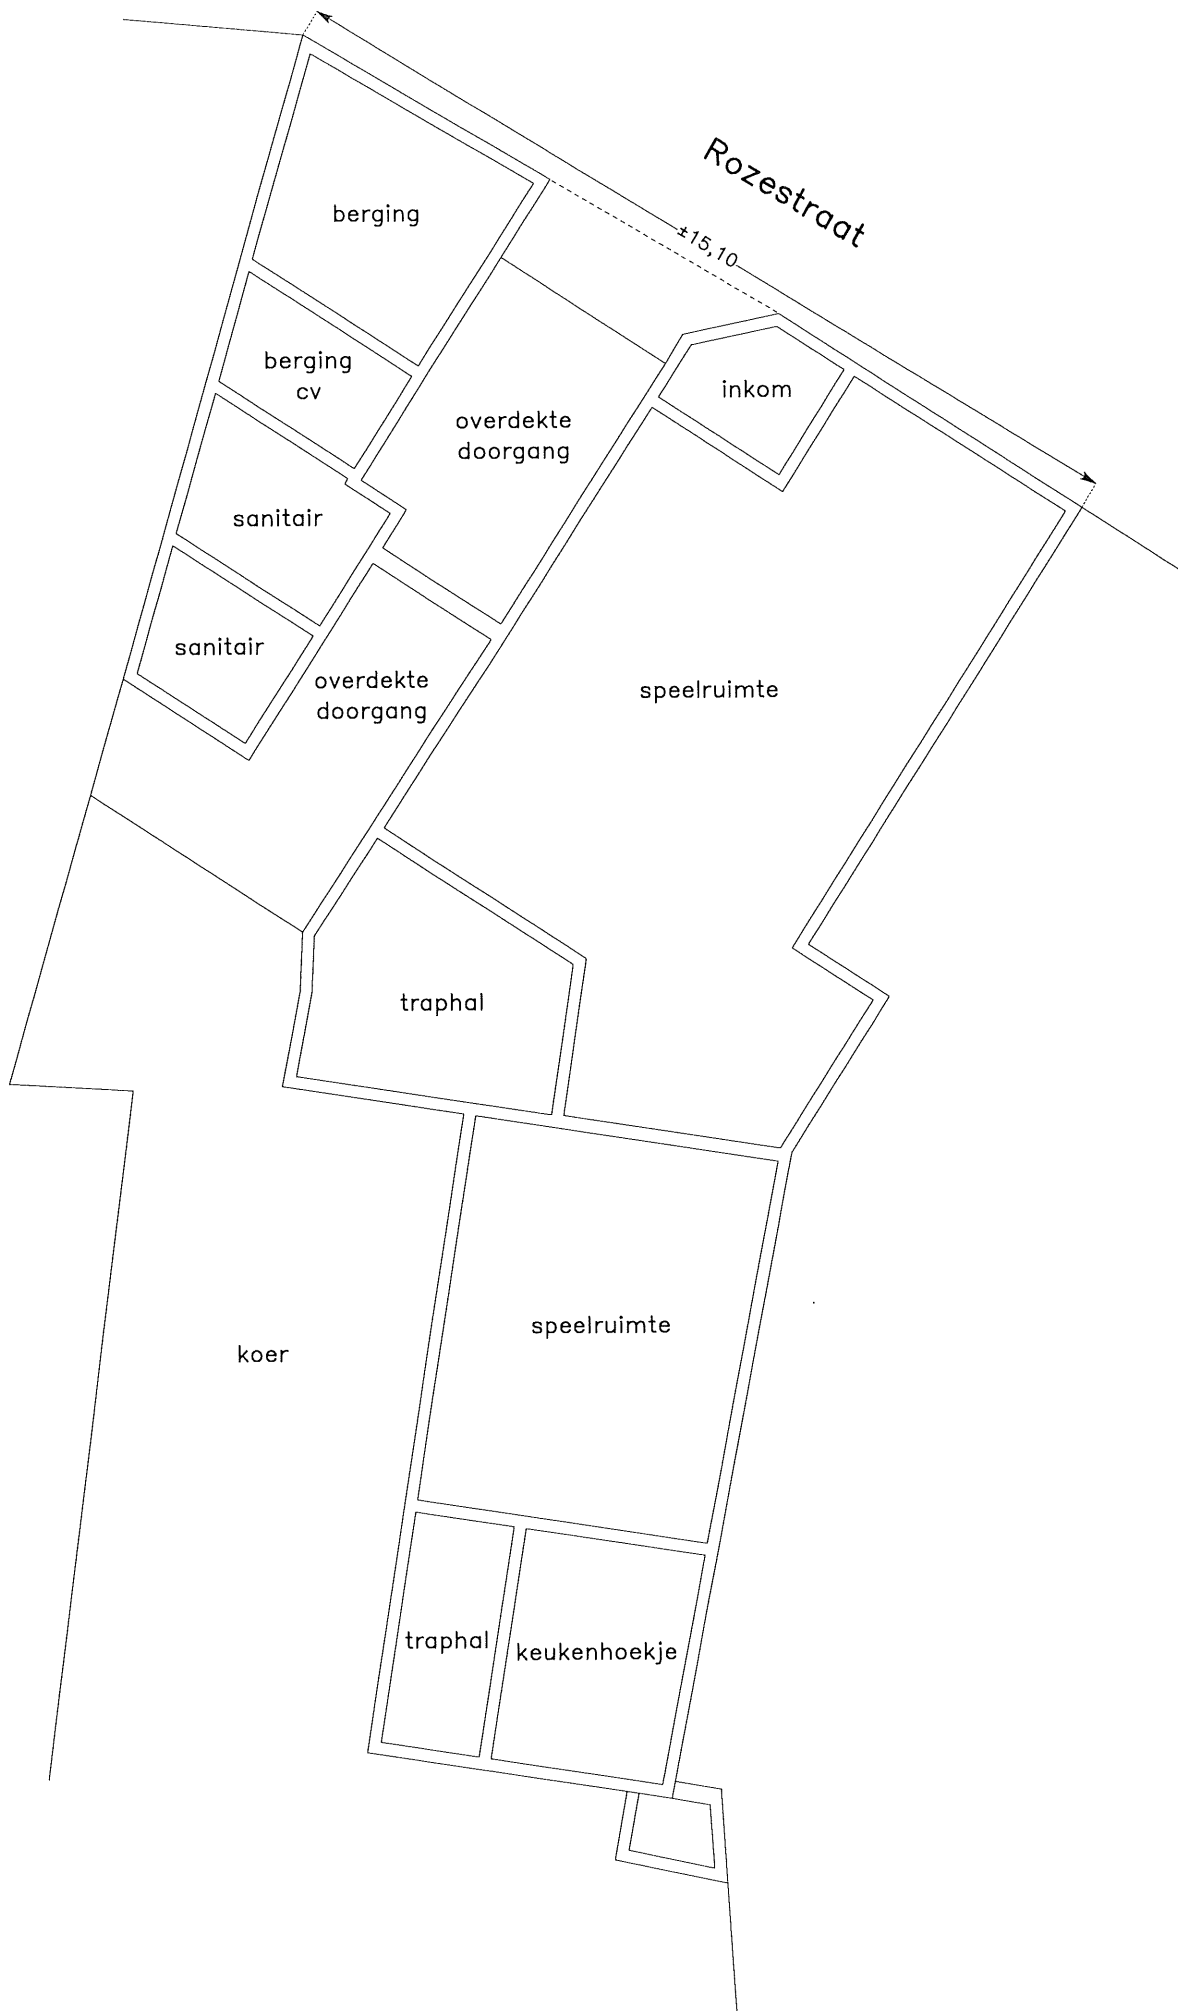 Rozestraat
±15,10
berging
berging
cv
inkom
overdekte
doorgang
sanitair
sanitair
overdekte
doorgang
speelruimte
traphal
speelruimte
koer
traphal
keukenhoekje